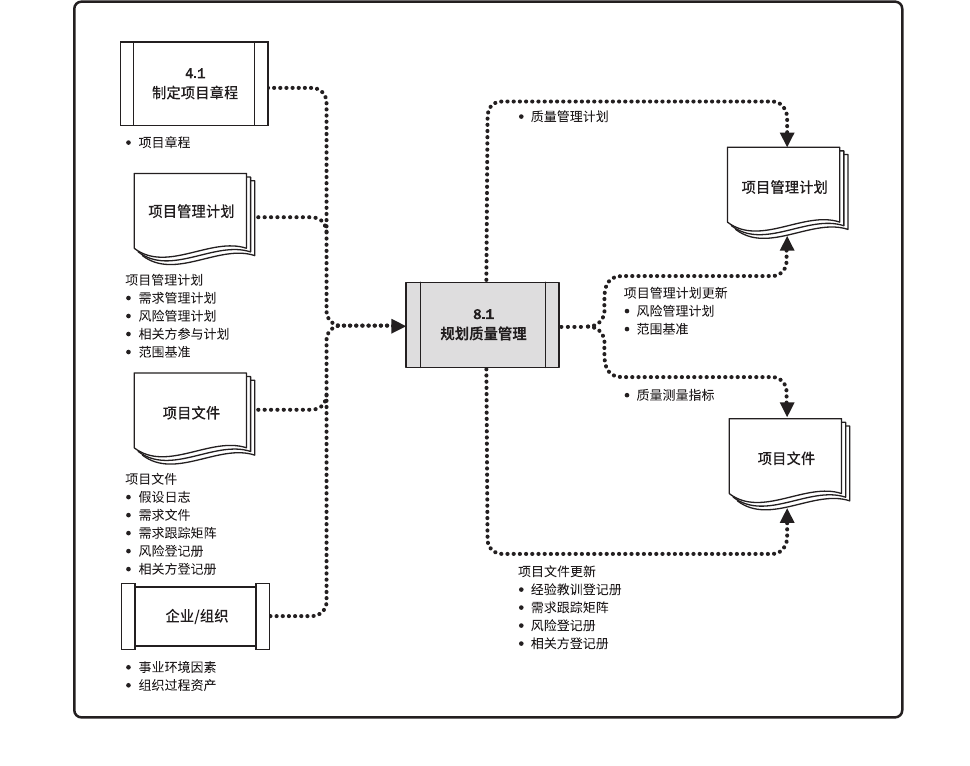 4.1
制定项目章程
• 项目章程
项目管理计划
项目管理计划
• 需求管理计划
• 风险管理计划
• 相关方参与计划
• 范围基准
项目文件
项目文件
• 假设日志
• 需求文件
• 需求跟踪矩阵
• 风险登记册
• 相关方登记册
企业/组织
• 事业环境因素
• 组织过程资产
8.1
规划质量管理
• 质量管理计划
项目管理计划
项目管理计划更新
• 风险管理计划
• 范围基准
• 质量测量指标
项目文件
项目文件更新
• 经验教训登记册
• 需求跟踪矩阵
• 风险登记册
• 相关方登记册